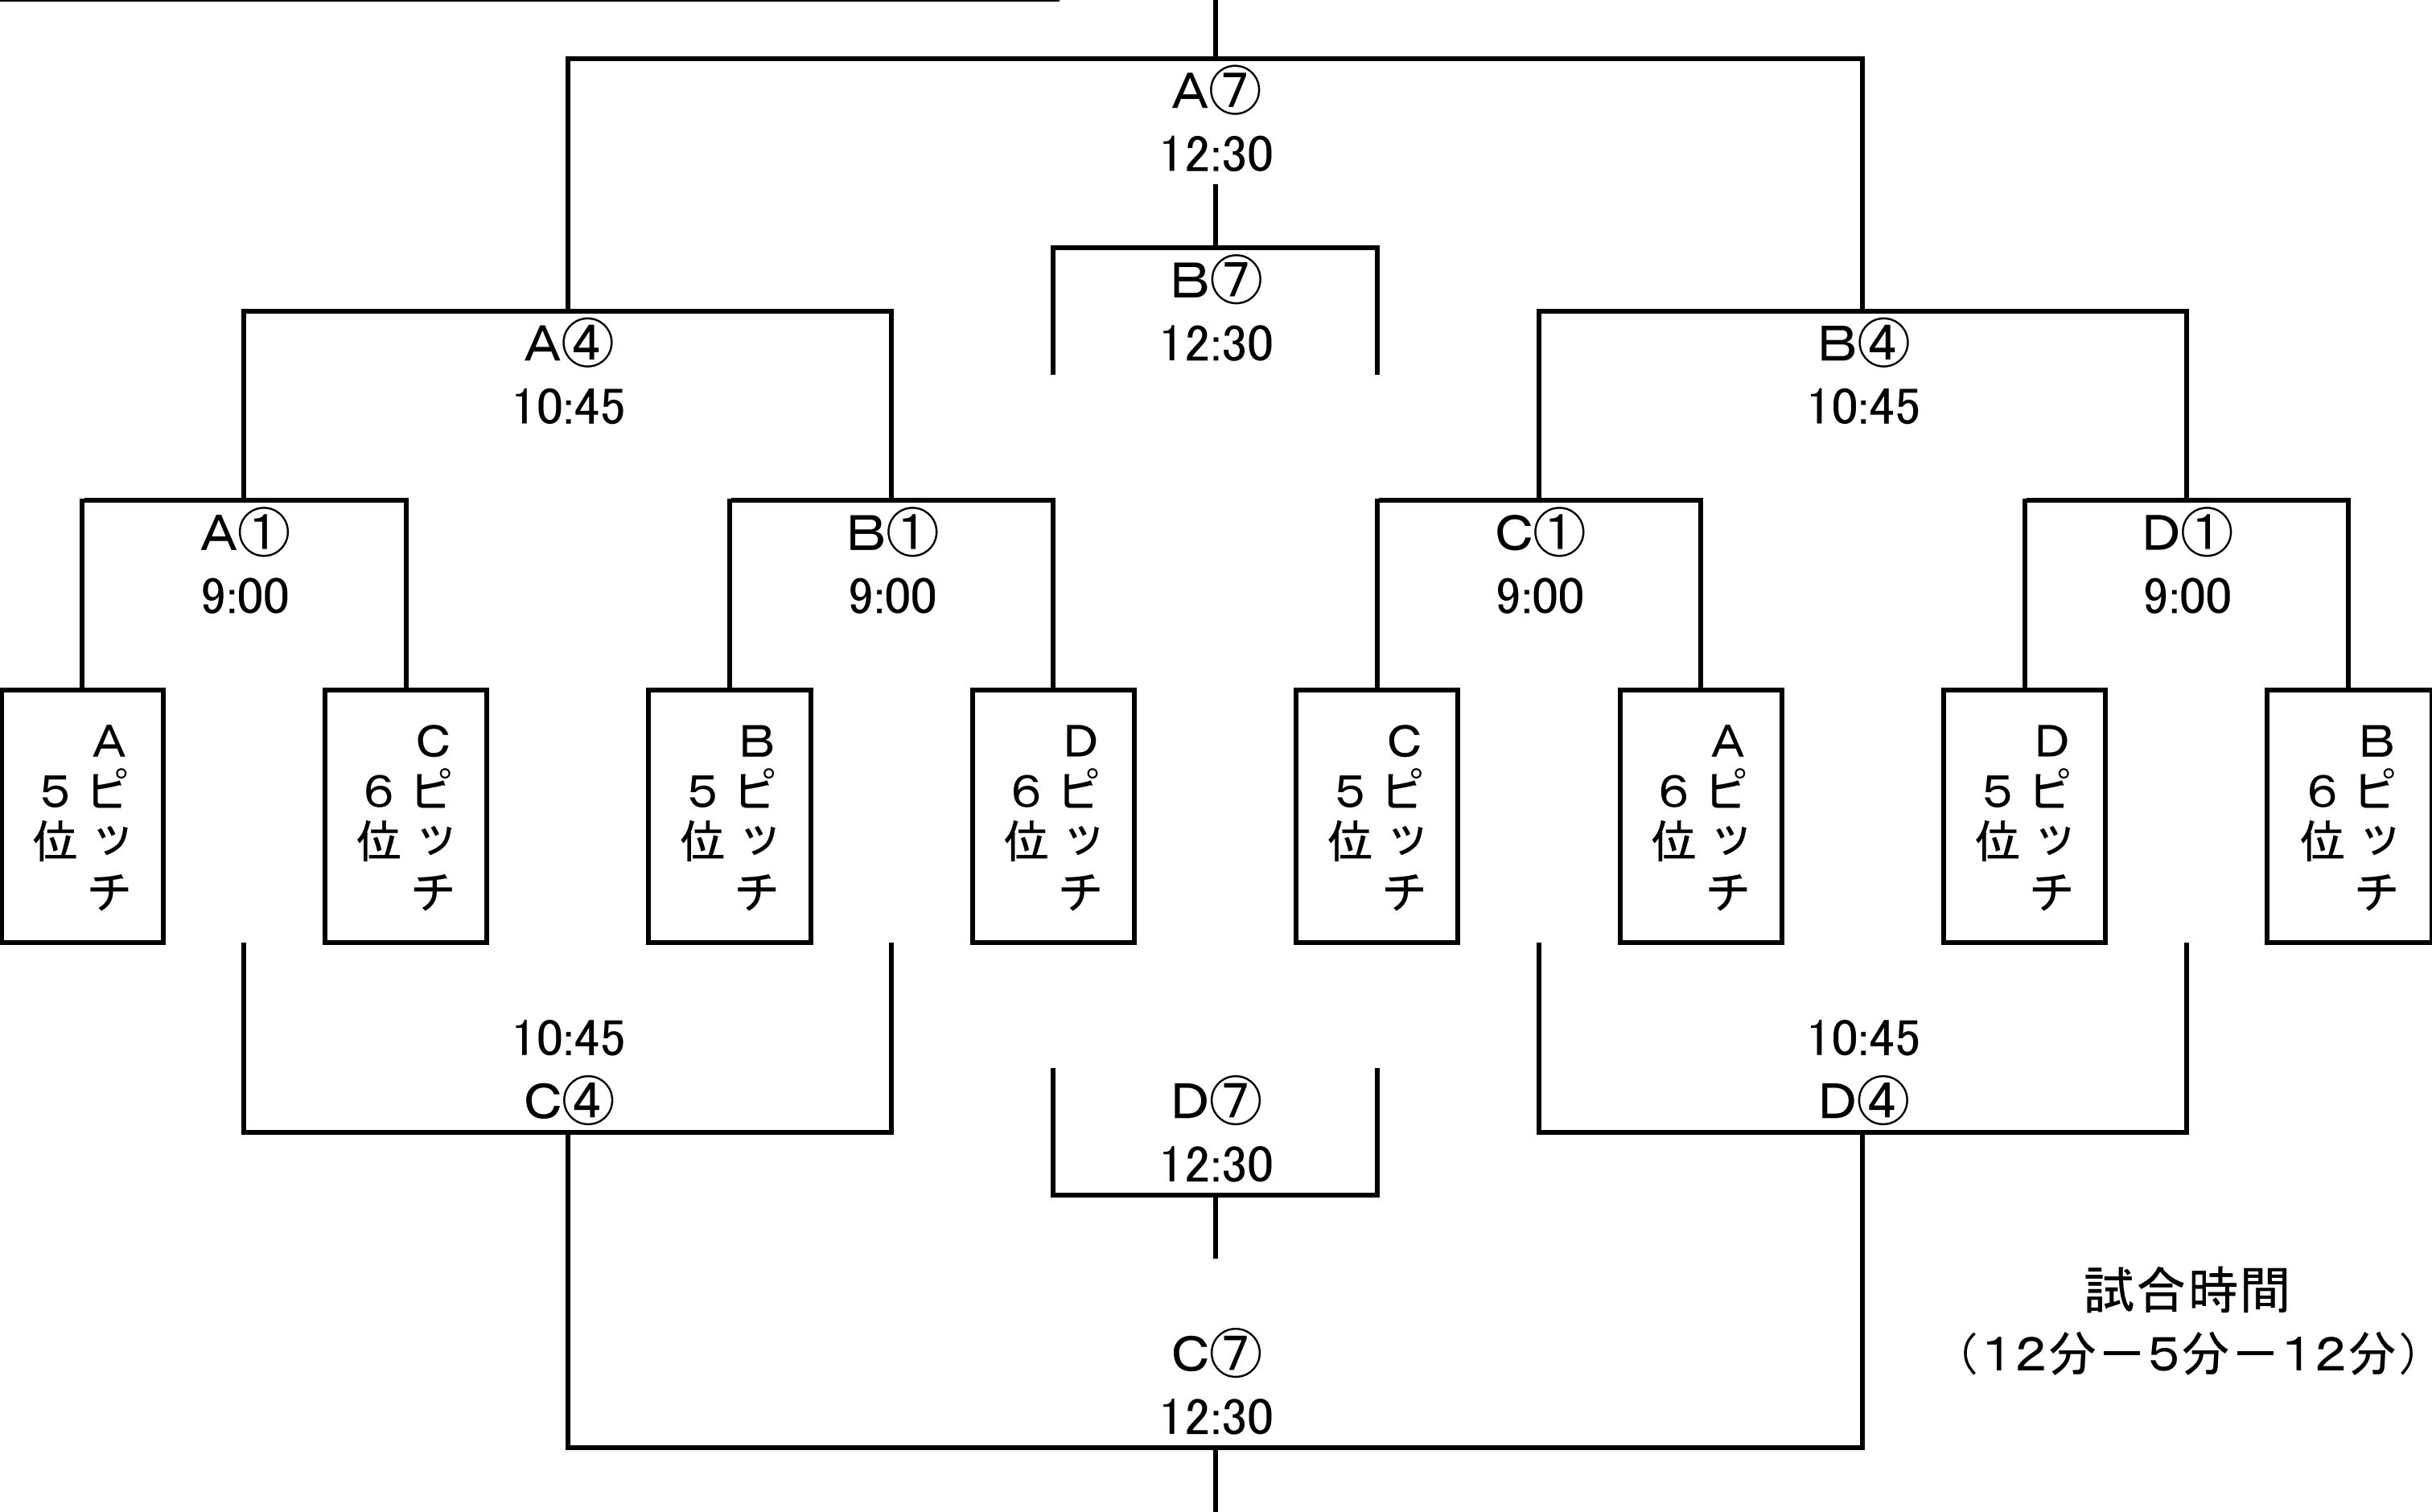 A⑦
12:30
B⑦
12:30
A④
10:45
B④
10:45
A①
9:00
B①
9:00
C①
9:00
D①
9:00
Aピッチ
5位
Cピッチ
6位
Bピッチ
5位
Dピッチ
6位
Cピッチ
5位
Aピッチ
6位
Dピッチ
5位
Bピッチ
6位
10:45
C④
10:45
D④
D⑦
12:30
C⑦
12:30
試合時間
（12分－5分－12分）